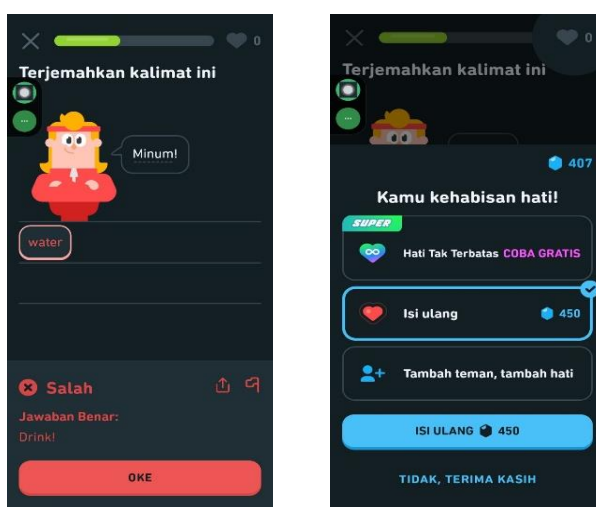 0
Terjemahkan kalimat ini
Minum!
water
Salah
Jawaban Benar:
Drink!
OKE
0
Terjemahkan kalimat ini
407
Kamu kehabisan hati!
SUPER
Hati Tak Terbatas COBA GRATIS
Isi ulang 450
Tambah teman, tambah hati
ISI ULANG 450
TIDAK, TERIMA KASIH